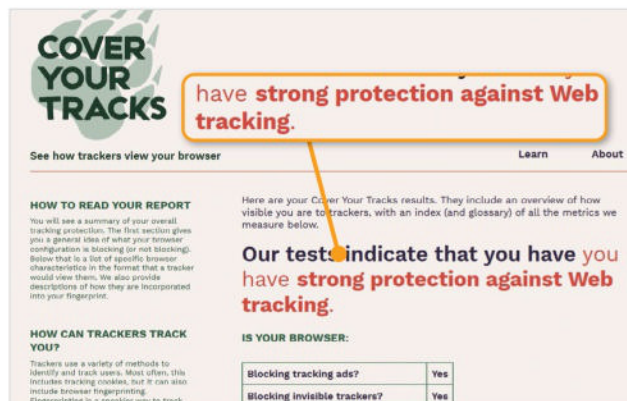 COVER
YOUR
TRACKS
have strong protection against Web
tracking.
See how trackers view your browser
Learn
About
HOW TO READ YOUR REPORT
You will see a summary of your overall
tracking protection. The first section gives
you a general idea of what your browser
configuration is blocking (or not blocking).
Below that is a list of specific browser
characteristics in the format that a tracker
would view them. We also provide
descriptions of how they are incorporated
into your fingerprint.
HOW CAN TRACKERS TRACK
YOU?
Trackers use a variety of methods to
identify and track users. Most often, this
includes tracking cookies, but it can also
include browser fingerprinting.
Fingerprinting is a sneakier way to track
Here are your Cover Your Tracks results. They include an overview of how
visible you are to trackers, with an index (and glossary) of all the metrics we
measure below.
Our tests indicate that you have you
have strong protection against Web
tracking.
IS YOUR BROWSER:
Blocking tracking ads? Yes
Blocking invisible trackers? Yes